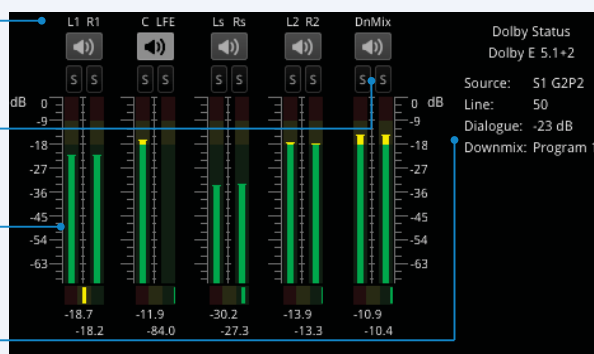 L1 R1 C LFE Ls Rs L2 R2 DnMix
S S S S S S S S S S
dB 0 0 dB
-9 -9
-18 -18
-27 -27
-36 -36
-45 -45
-54 -54
-63 -63
-18.7 -11.9 -30.2 -13.9 -10.9
-18.2 -84.0 -27.3 -13.3 -10.4
Dolby Status
Dolby E 5.1+2
Source: S1 G2P2
Line: 50
Dialogue: -23 dB
Downmix: Program 1